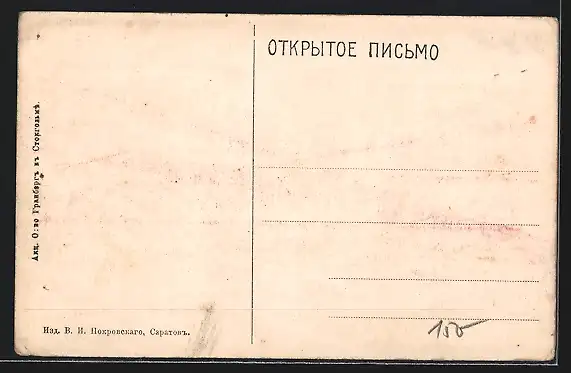 ОТКРЫТОЕ ПИСЬМО
Акц. О-во Гранбергъ въ Стокгольмѣ.
Изд. В. И. Покровскаго, Саратовъ.
150